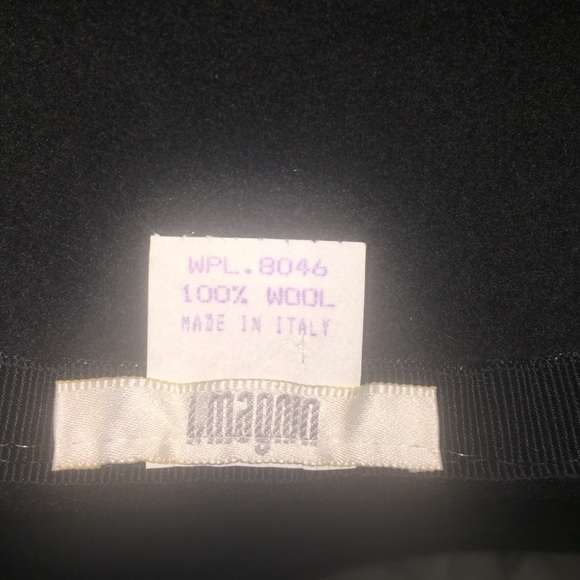 WPL.8046
100% WOOL
MADE IN ITALY
i.magnin